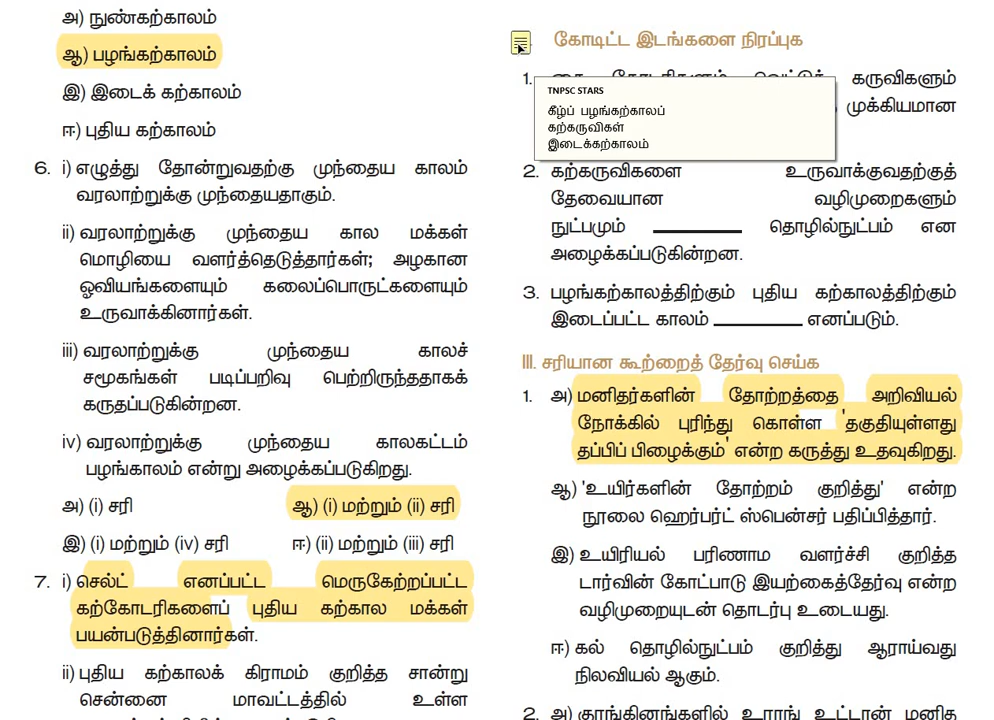 அ) நுண்கற்காலம்
ஆ) பழங்கற்காலம்
இ) இடைக் கற்காலம்
ஈ) புதிய கற்காலம்
6. i) எழுத்து தோன்றுவதற்கு முந்தைய காலம்
வரலாற்றுக்கு முந்தையதாகும்.
ii) வரலாற்றுக்கு முந்தைய கால மக்கள்
மொழியை வளர்த்தெடுத்தார்கள்; அழகான
ஓவியங்களையும் கலைப்பொருட்களையும்
உருவாக்கினார்கள்.
iii) வரலாற்றுக்கு முந்தைய காலச்
சமூகங்கள் படிப்பறிவு பெற்றிருந்ததாகக்
கருதப்படுகின்றன.
iv) வரலாற்றுக்கு முந்தைய காலகட்டம்
பழங்காலம் என்று அழைக்கப்படுகிறது.
அ) (i) சரி ஆ) (i) மற்றும் (ii) சரி
இ) (i) மற்றும் (iv) சரி ஈ) (ii) மற்றும் (iii) சரி
7. i) செல்ட் எனப்பட்ட மெருகேற்றப்பட்ட
கற்கோடரிகளைப் புதிய கற்கால மக்கள்
பயன்படுத்தினார்கள்.
ii) புதிய கற்காலக் கிராமம் குறித்த சான்று
சென்னை மாவட்டத்தில் உள்ள
கோடிட்ட இடங்களை நிரப்புக
1. கருவிகளும்
முக்கியமான
TNPSC STARS
கீழ்ப் பழங்கற்காலப்
கற்கருவிகள்
இடைக்கற்காலம்
2. கற்கருவிகளை உருவாக்குவதற்குத்
தேவையான வழிமுறைகளும்
நுட்பமும் ________ தொழில்நுட்பம் என
அழைக்கப்படுகின்றன.
3. பழங்கற்காலத்திற்கும் புதிய கற்காலத்திற்கும்
இடைப்பட்ட காலம் ________ எனப்படும்.
III. சரியான கூற்றைத் தேர்வு செய்க
1. அ) மனிதர்களின் தோற்றத்தை அறிவியல்
நோக்கில் புரிந்து கொள்ள 'தகுதியுள்ளது
தப்பிப் பிழைக்கும்' என்ற கருத்து உதவுகிறது.
ஆ) 'உயிர்களின் தோற்றம் குறித்து' என்ற
நூலை ஹெர்பர்ட் ஸ்பென்சர் பதிப்பித்தார்.
இ) உயிரியல் பரிணாம வளர்ச்சி குறித்த
டார்வின் கோட்பாடு இயற்கைத்தேர்வு என்ற
வழிமுறையுடன் தொடர்பு உடையது.
ஈ) கல் தொழில்நுட்பம் குறித்து ஆராய்வது
நிலவியல் ஆகும்.
2. அ) குரங்கினங்களில் உராங் உட்டான் மனித